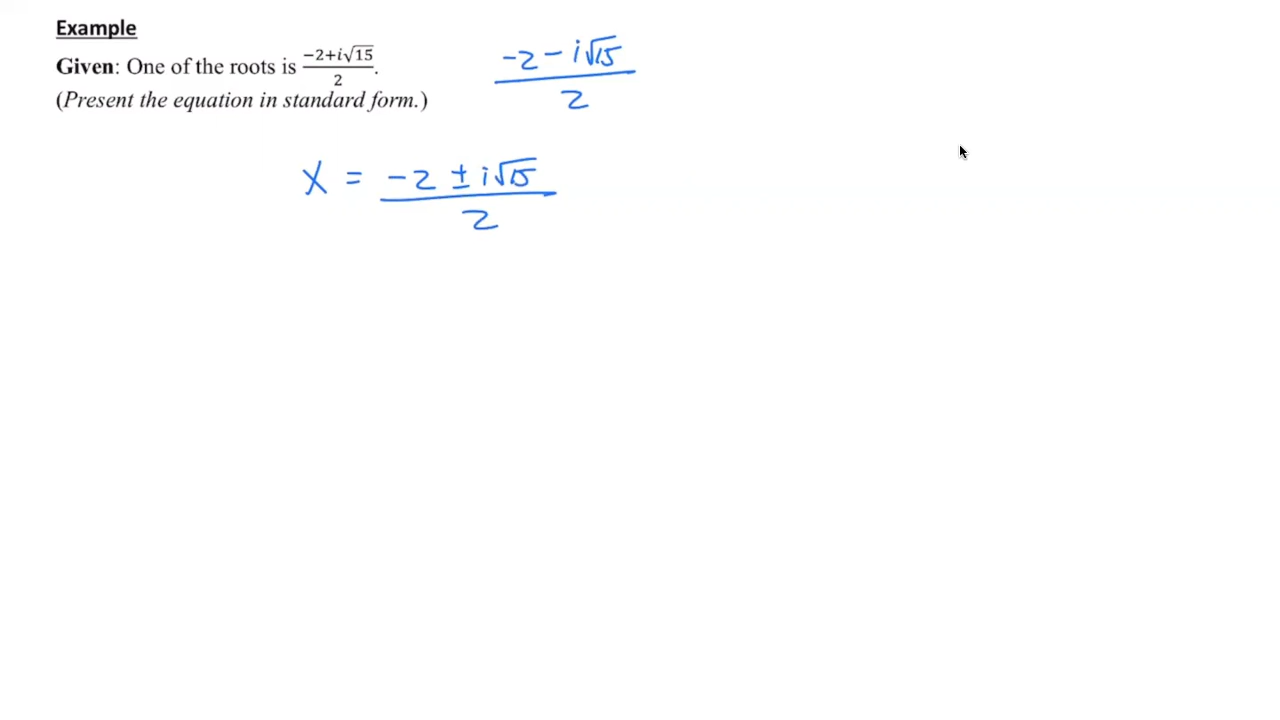 Example
Given: One of the roots is (−2+i√15)/2.
(−2 − i√15)/2
(Present the equation in standard form.)
X = (−2 ± i√15)/2